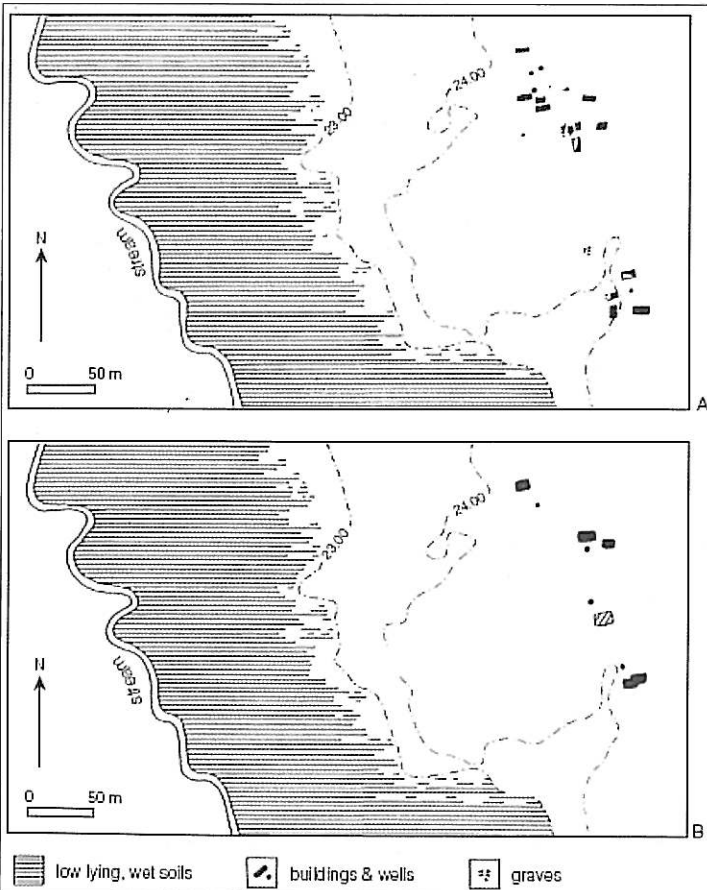 24.00
23.00
stream
N
0 50 m
A
24.00
23.00
stream
N
0 50 m
B
low lying, wet soils
buildings & wells
graves